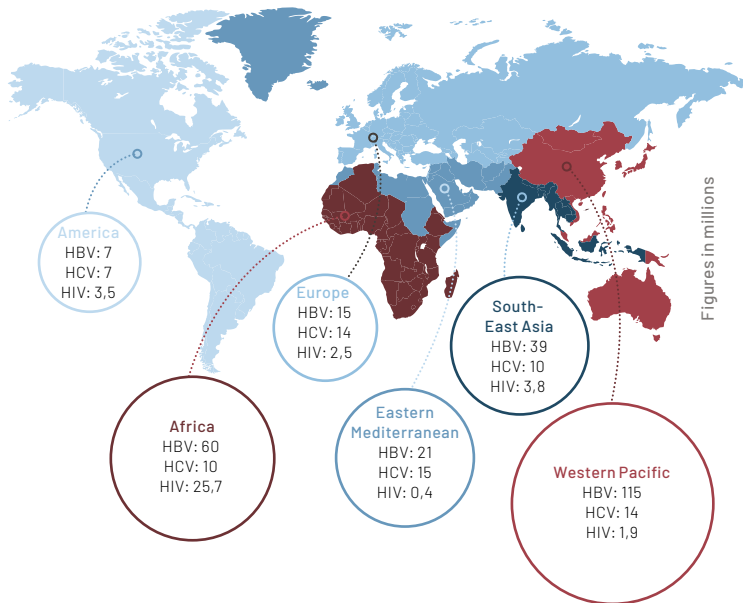 America
HBV: 7
HCV: 7
HIV: 3,5
Europe
HBV: 15
HCV: 14
HIV: 2,5
South-
East Asia
HBV: 39
HCV: 10
HIV: 3,8
Africa
HBV: 60
HCV: 10
HIV: 25,7
Eastern
Mediterranean
HBV: 21
HCV: 15
HIV: 0,4
Western Pacific
HBV: 115
HCV: 14
HIV: 1,9
Figures in millions